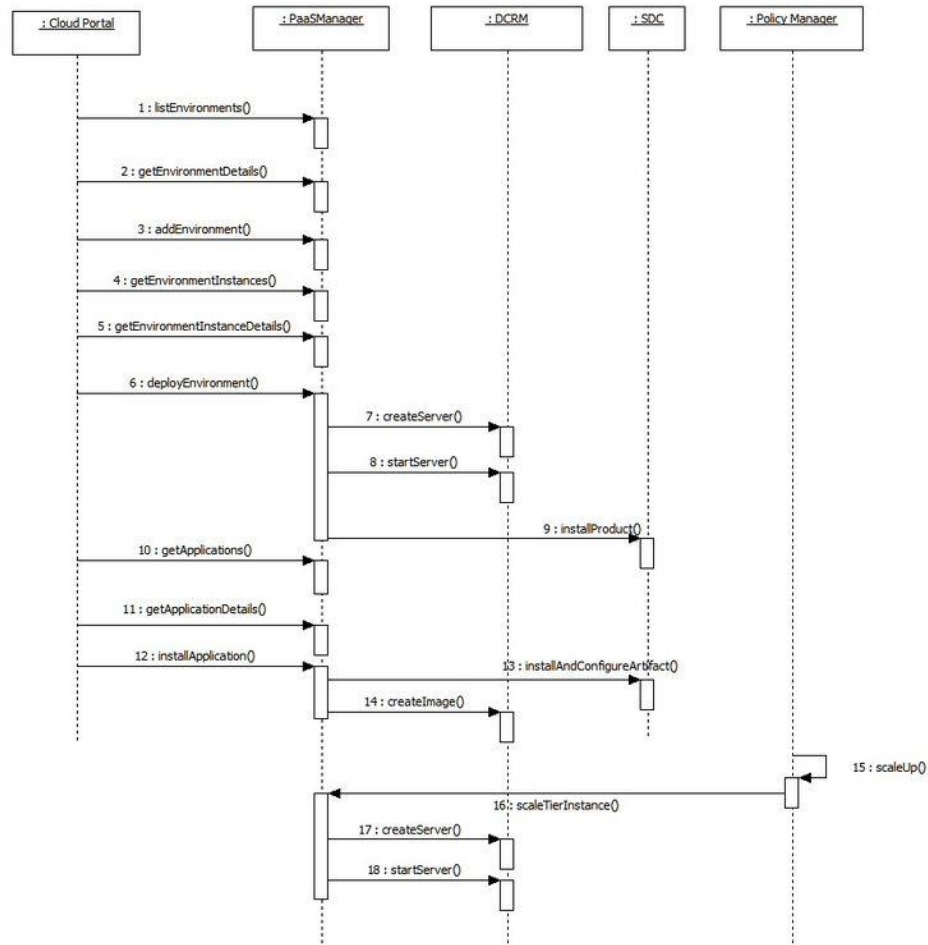 : Cloud Portal
: PaaSManager
: DCRM
: SDC
: Policy Manager
1 : listEnvironments()
2 : getEnvironmentDetails()
3 : addEnvironment()
4 : getEnvironmentInstances()
5 : getEnvironmentInstanceDetails()
6 : deployEnvironment()
7 : createServer()
8 : startServer()
9 : installProduct()
10 : getApplications()
11 : getApplicationDetails()
12 : installApplication()
13 : installAndConfigureArtifact()
14 : createImage()
15 : scaleUp()
16 : scaleTierInstance()
17 : createServer()
18 : startServer()